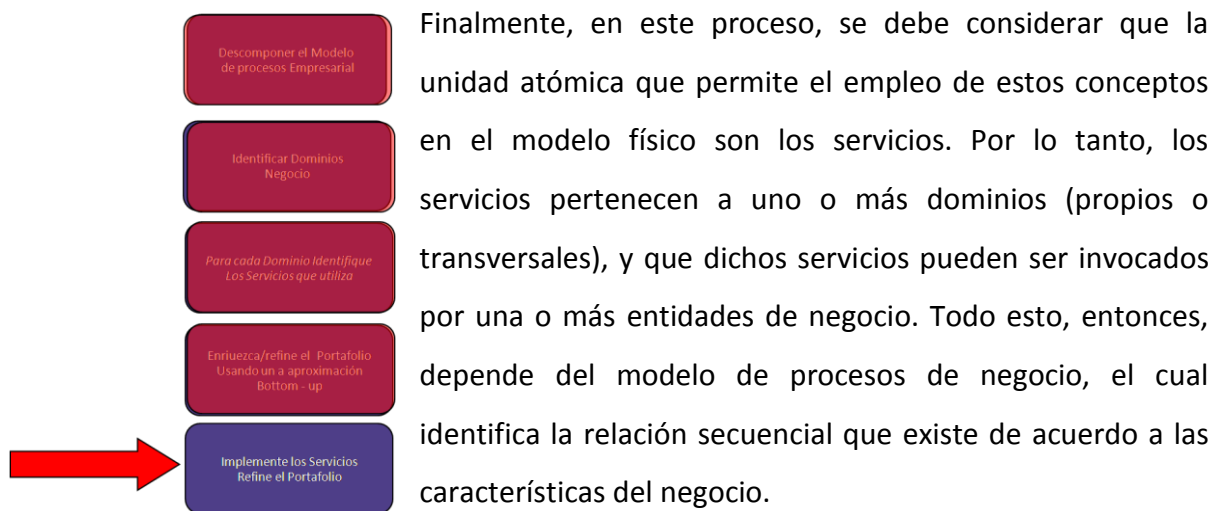 Descomponer el Modelo
de procesos Empresarial
Identificar Dominios
Negocio
Para cada Dominio Identifique
Los Servicios que utiliza
Enriuezca/refine el Portafolio
Usando un a aproximación
Bottom - up
Implemente los Servicios
Refine el Portafolio
Finalmente, en este proceso, se debe considerar que la
unidad atómica que permite el empleo de estos conceptos
en el modelo físico son los servicios. Por lo tanto, los
servicios pertenecen a uno o más dominios (propios o
transversales), y que dichos servicios pueden ser invocados
por una o más entidades de negocio. Todo esto, entonces,
depende del modelo de procesos de negocio, el cual
identifica la relación secuencial que existe de acuerdo a las
características del negocio.